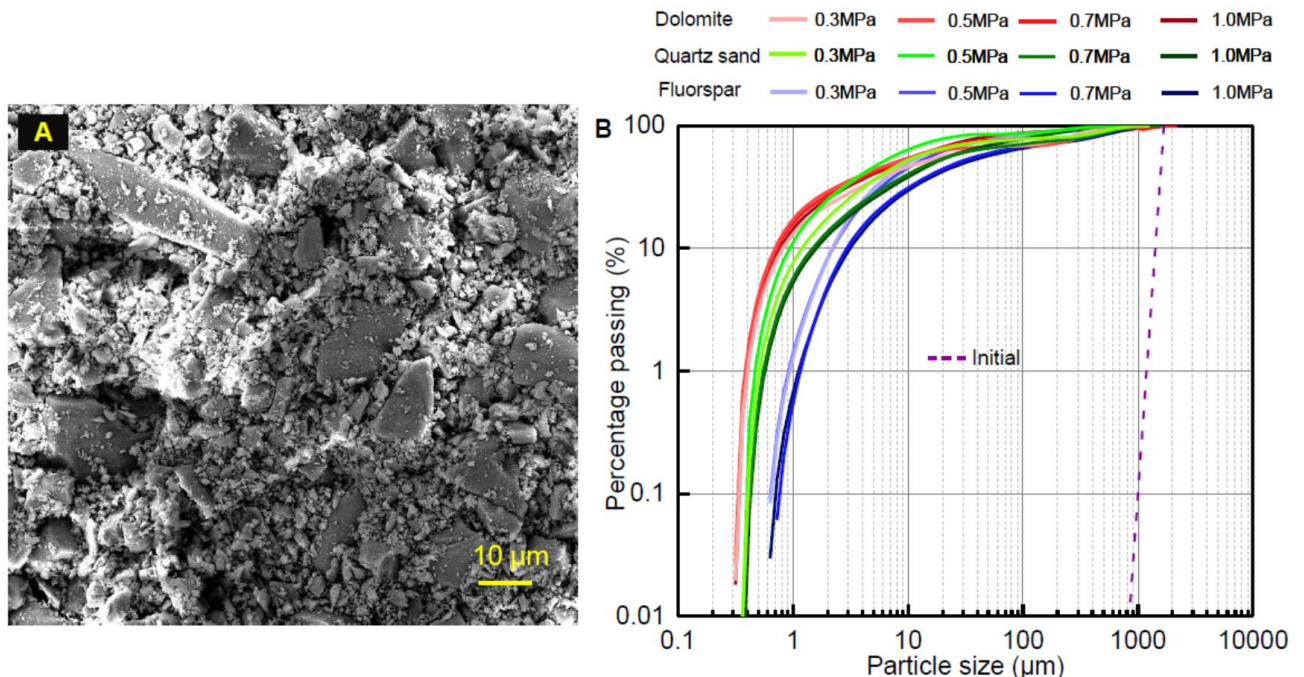 Dolomite 0.3MPa 0.5MPa 0.7MPa 1.0MPa
Quartz sand 0.3MPa 0.5MPa 0.7MPa 1.0MPa
Fluorspar 0.3MPa 0.5MPa 0.7MPa 1.0MPa
A
10 µm
B
Percentage passing (%)
100
10
1
0.1
0.01
Initial
0.1 1 10 100 1000 10000
Particle size (µm)